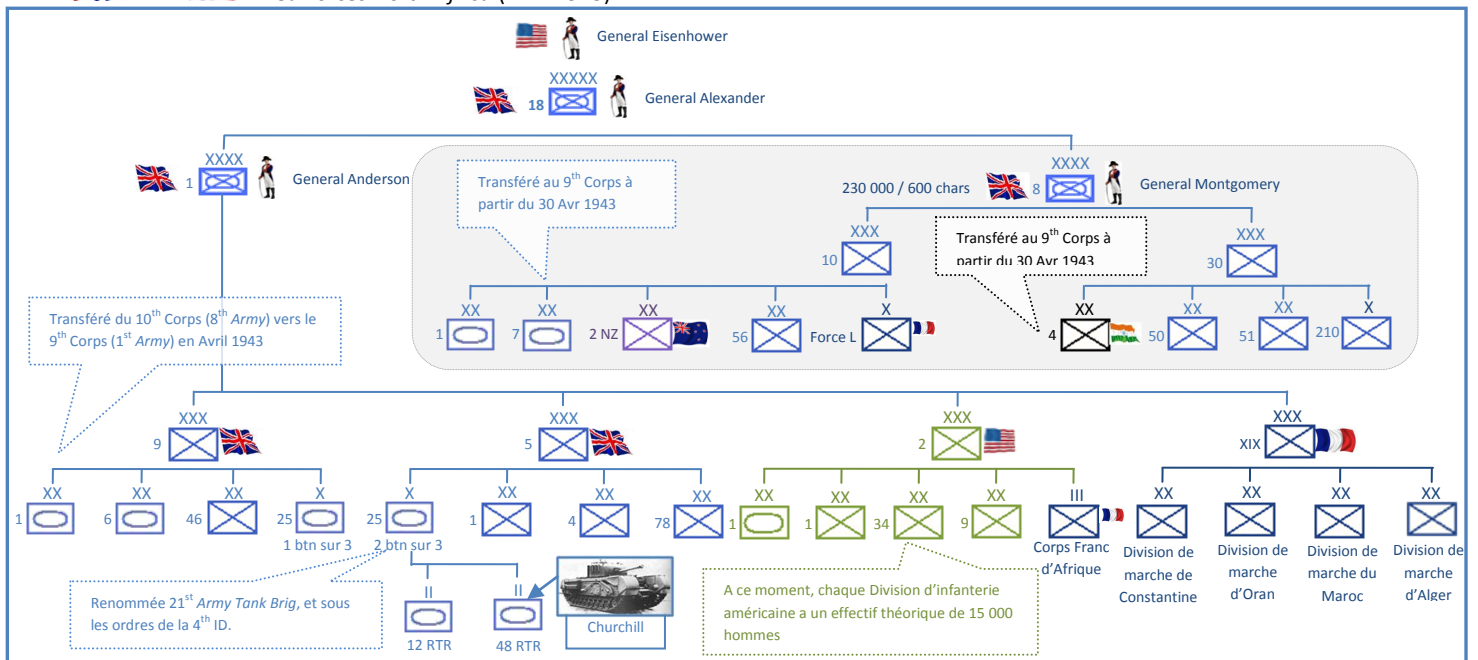 General Eisenhower
XXXXX
18
General Alexander
XXXX
1
General Anderson
Transféré au 9th Corps à
partir du 30 Avr 1943
230 000 / 600 chars
XXXX
8
General Montgomery
XXX
10
Transféré au 9th Corps à
partir du 30 Avr 1943
XXX
30
XX
1
XX
7
XX
2 NZ
XX
56
X
Force L
XX
4
XX
50
XX
51
X
210
Transféré du 10th Corps (8th Army) vers le
9th Corps (1st Army) en Avril 1943
XXX
9
XXX
5
XXX
2
XXX
XIX
XX
1
XX
6
XX
46
X
25
1 btn sur 3
X
25
2 btn sur 3
XX
1
XX
4
XX
78
XX
1
XX
1
XX
34
XX
9
III
Corps Franc
d’Afrique
XX
Division de
marche de
Constantine
XX
Division de
marche
d’Oran
XX
Division de
marche du
Maroc
XX
Division de
marche
d’Alger
Renommée 21st Army Tank Brig, et sous
les ordres de la 4th ID.
II
12 RTR
II
48 RTR
Churchill
A ce moment, chaque Division d’infanterie
américaine a un effectif théorique de 15 000
hommes